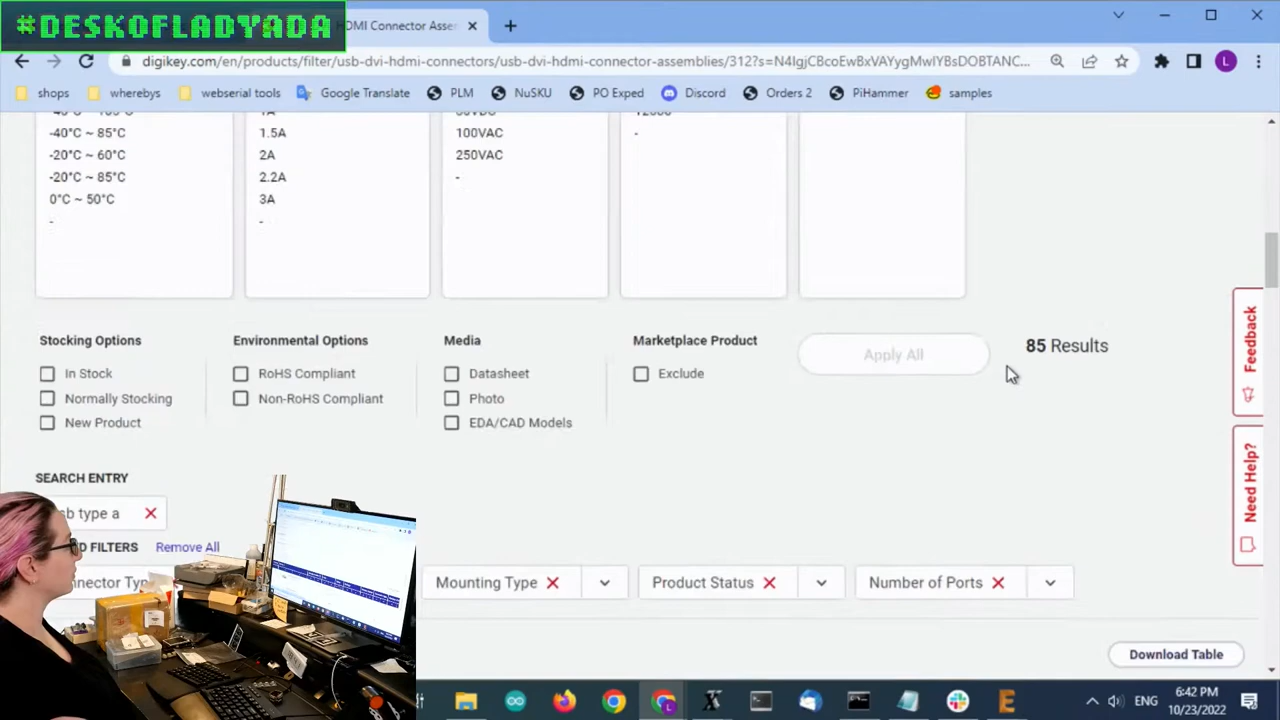 #DESKOFLADYADA
HDMI Connector Asse
digikey.com/en/products/filter/usb-dvi-hdmi-connectors/usb-dvi-hdmi-connector-assemblies/312?s=N4IgjCBcoEwBxVAYygMwIYBsDOBTANC...
L
shops
whereby
webserial tools
Google Translate
PLM
NuSKU
PO Exped
Discord
Orders 2
PiHammer
samples
-40°C ~ 85°C
-20°C ~ 60°C
-20°C ~ 85°C
0°C ~ 50°C
-
1.5A
2A
2.2A
3A
-
100VAC
250VAC
-
-
Stocking Options
In Stock
Normally Stocking
New Product
Environmental Options
RoHS Compliant
Non-RoHS Compliant
Media
Datasheet
Photo
EDA/CAD Models
Marketplace Product
Exclude
Apply All
85 Results
Feedback
Need Help?
SEARCH ENTRY
sb type a
D FILTERS Remove All
nnector Typ
Mounting Type
Product Status
Number of Ports
Download Table
ENG
6:42 PM
10/23/2022